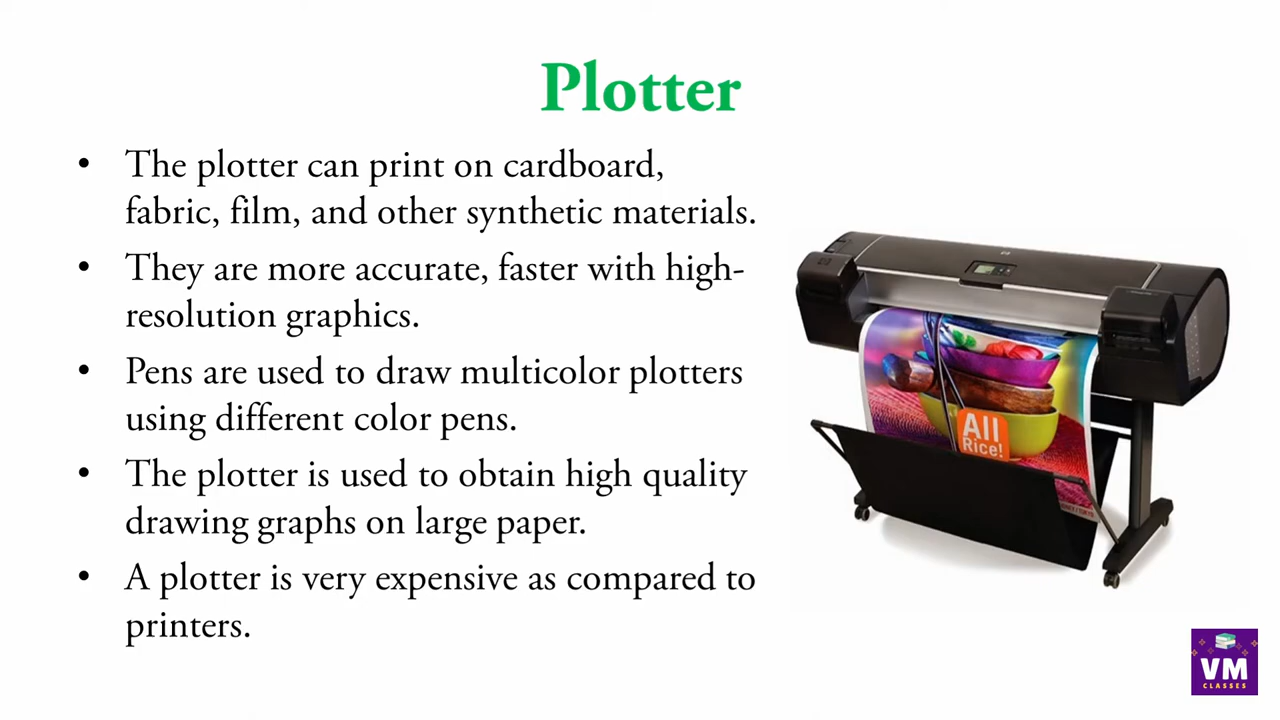 Plotter
• The plotter can print on cardboard,
fabric, film, and other synthetic materials.
• They are more accurate, faster with high-
resolution graphics.
• Pens are used to draw multicolor plotters
using different color pens.
• The plotter is used to obtain high quality
drawing graphs on large paper.
• A plotter is very expensive as compared to
printers.
All
Rice!
VM
CLASSES